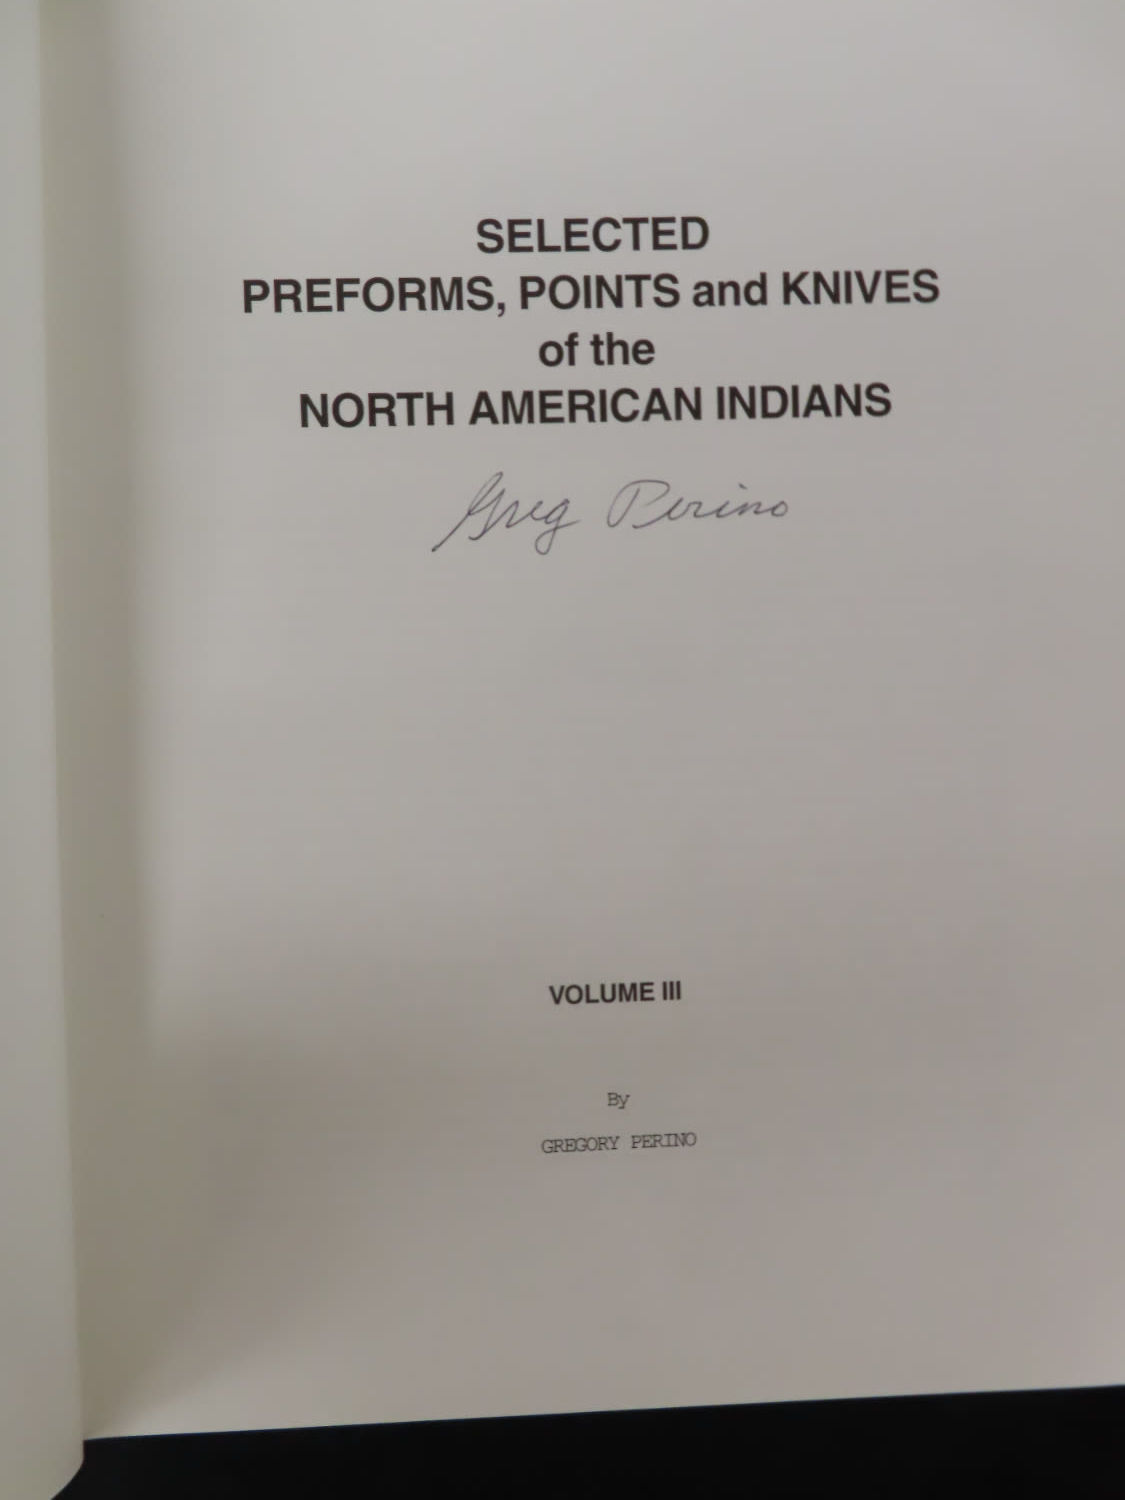 SELECTED
PREFORMS, POINTS and KNIVES
of the
NORTH AMERICAN INDIANS
Greg Perino
VOLUME III
By
GREGORY PERINO